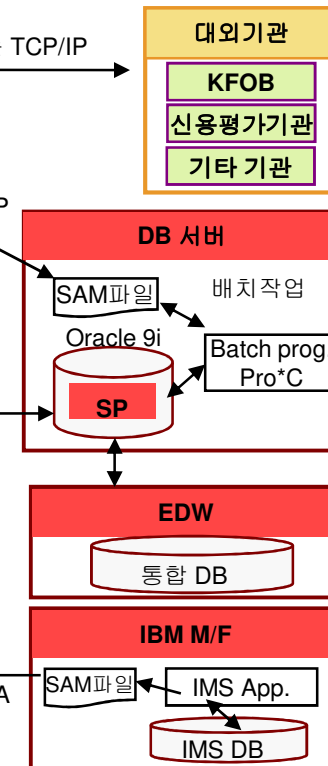 TCP/IP
대외기관
KFOB
신용평가기관
기타 기관
P
DB 서버
SAM파일
배치작업
Oracle 9i
Batch prog.
Pro*C
SP
EDW
통합 DB
IBM M/F
SAM파일
IMS App.
A
IMS DB